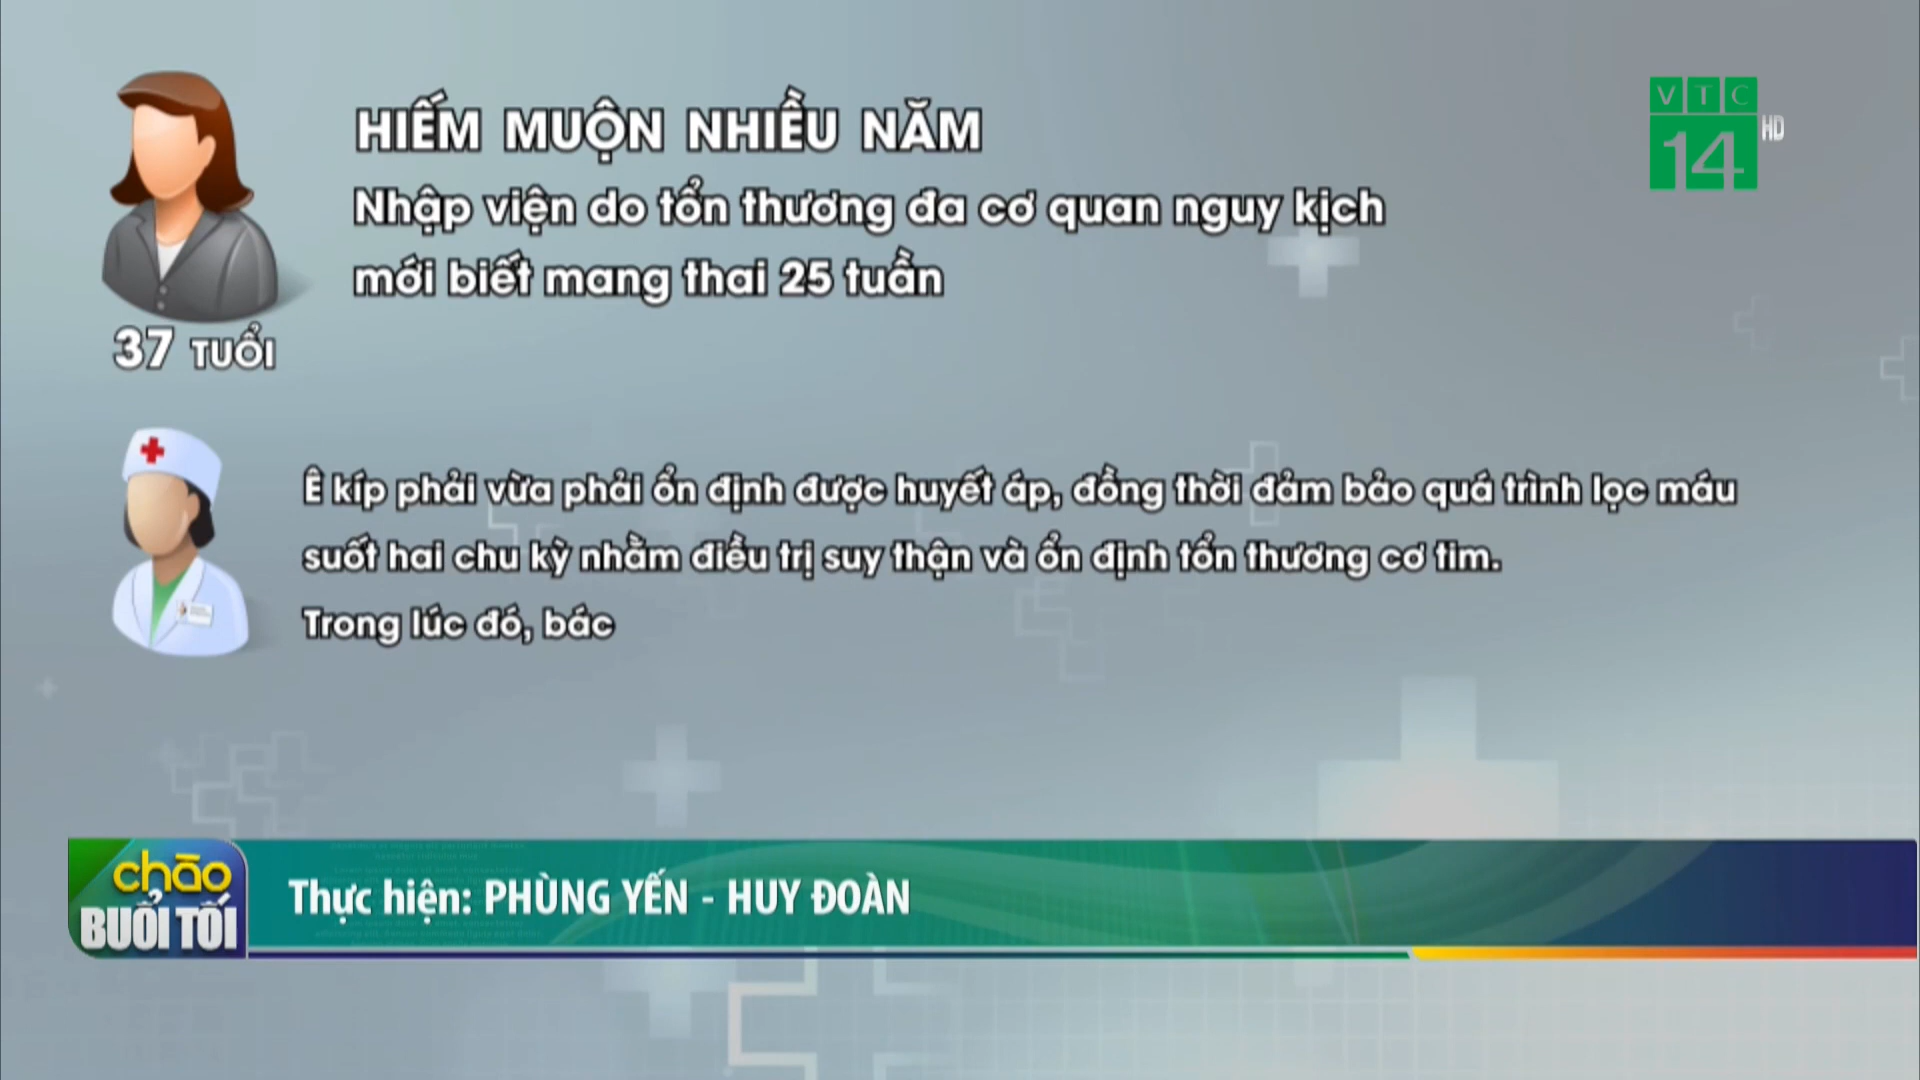 VTC
14 HD
HIẾM MUỘN NHIỀU NĂM
Nhập viện do tổn thương đa cơ quan nguy kịch
mới biết mang thai 25 tuần
37 TUỔI
Ê kíp phải vừa phải ổn định được huyết áp, đồng thời đảm bảo quá trình lọc máu
suốt hai chu kỳ nhằm điều trị suy thận và ổn định tổn thương cơ tim.
Trong lúc đó, bác
chào
BUỔI TỐI
Thực hiện: PHÙNG YẾN - HUY ĐOÀN